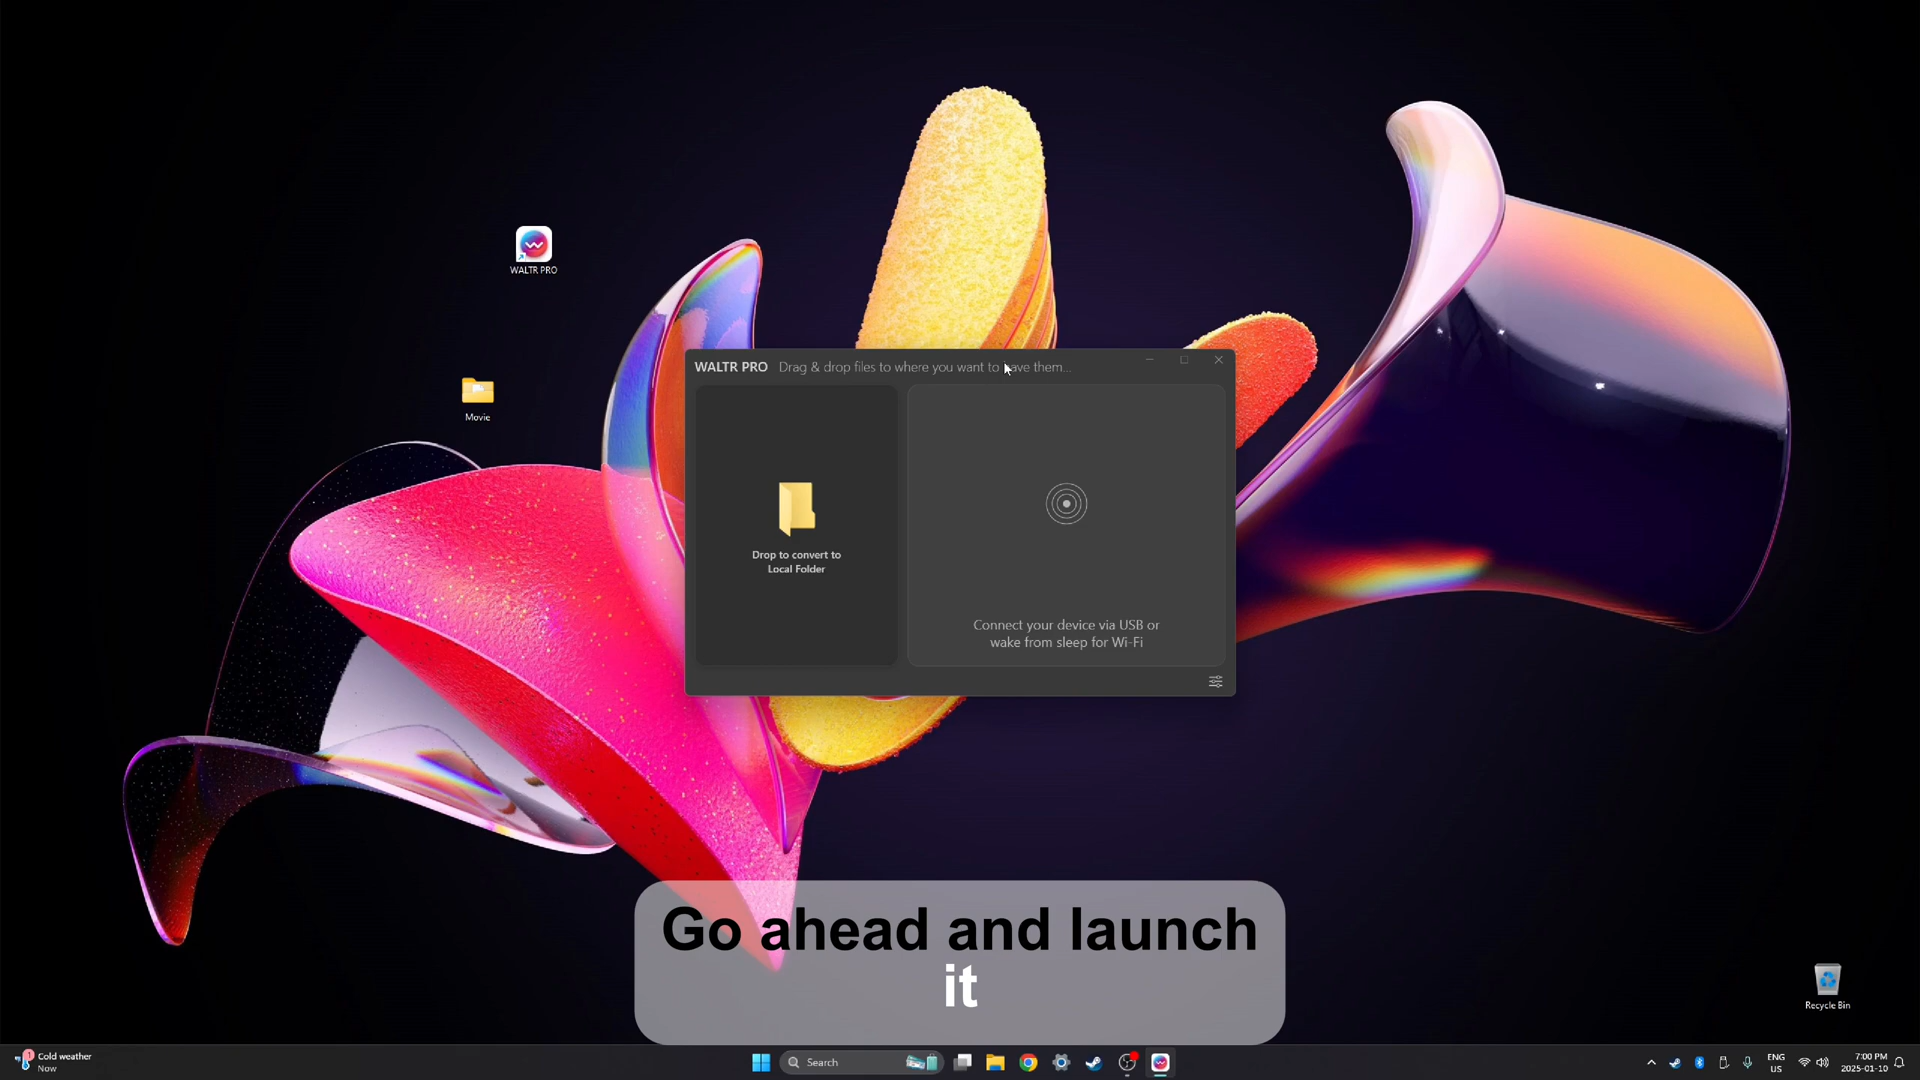 WALTR PRO
Movie
WALTR PRO Drag & drop files to where you want to have them...
Drop to convert to
Local Folder
Connect your device via USB or
wake from sleep for Wi-Fi
Go ahead and launch
it
Recycle Bin
1
Cold weather
Now
Search
ENG
US
7:00 PM
2025-01-10